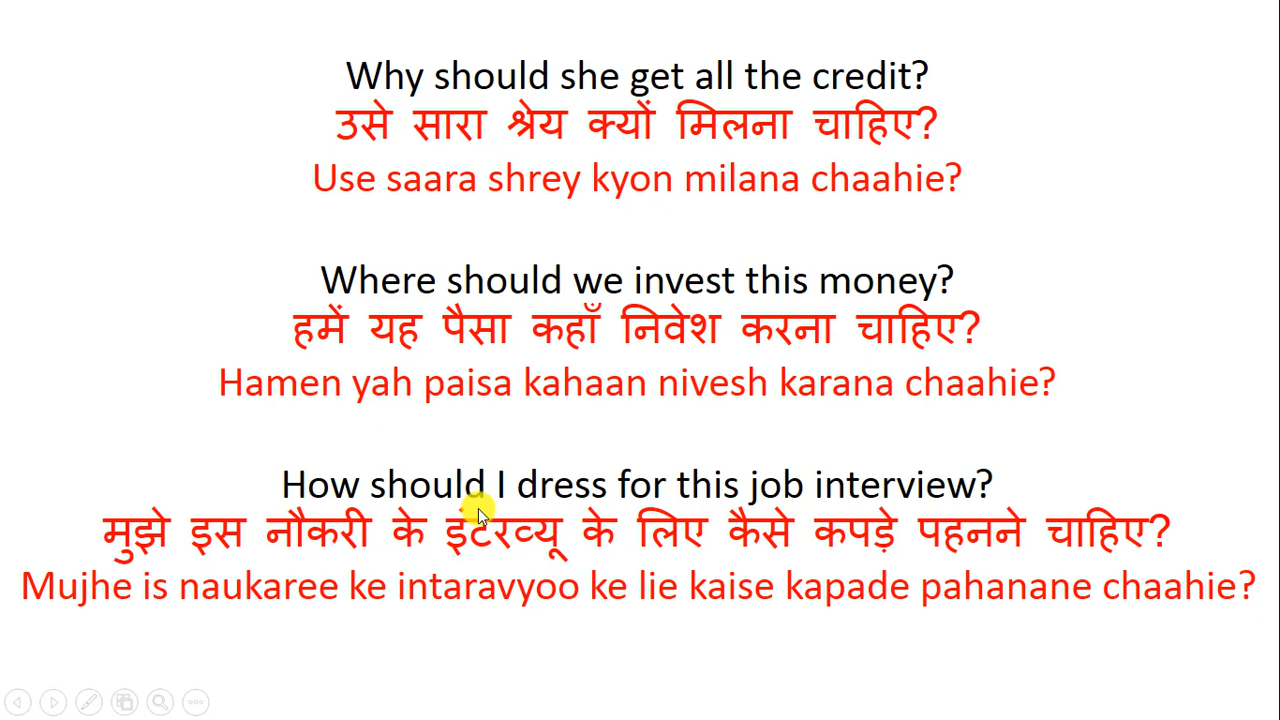 Why should she get all the credit?
उसे सारा श्रेय क्यों मिलना चाहिए?
Use saara shrey kyon milana chaahie?
Where should we invest this money?
हमें यह पैसा कहाँ निवेश करना चाहिए?
Hamen yah paisa kahaan nivesh karana chaahie?
How should I dress for this job interview?
मुझे इस नौकरी के इंटरव्यू के लिए कैसे कपड़े पहनने चाहिए?
Mujhe is naukaree ke intaravyoo ke lie kaise kapade pahanane chaahie?